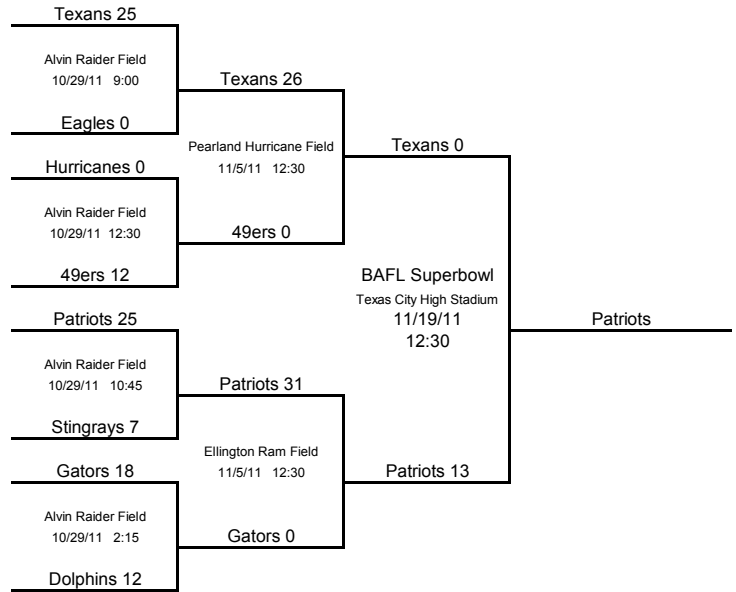 Texans 25
Alvin Raider Field
10/29/11 9:00
Eagles 0
Hurricanes 0
Alvin Raider Field
10/29/11 12:30
49ers 12
Patriots 25
Alvin Raider Field
10/29/11 10:45
Stingrays 7
Gators 18
Alvin Raider Field
10/29/11 2:15
Dolphins 12
Texans 26
Pearland Hurricane Field
11/5/11 12:30
49ers 0
Patriots 31
Ellington Ram Field
11/5/11 12:30
Gators 0
Texans 0
BAFL Superbowl
Texas City High Stadium
11/19/11
12:30
Patriots 13
Patriots